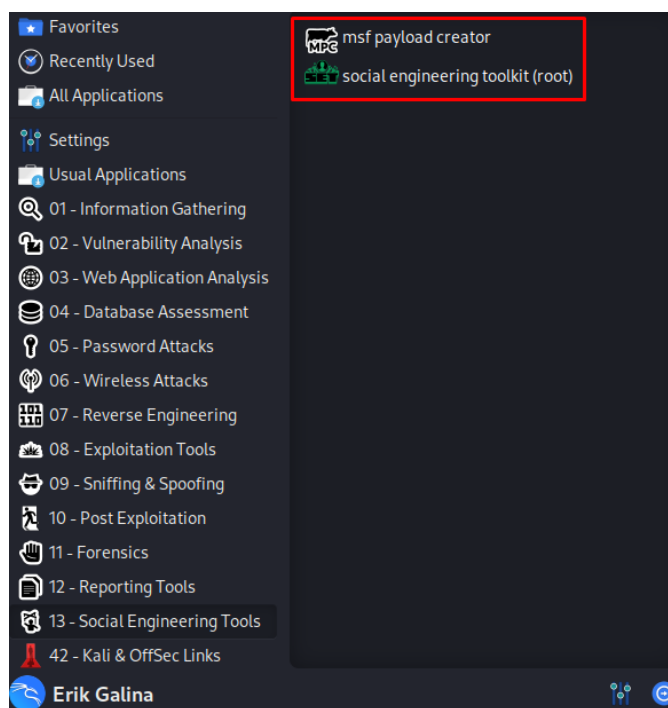 Favorites
Recently Used
All Applications
Settings
Usual Applications
01 - Information Gathering
02 - Vulnerability Analysis
03 - Web Application Analysis
04 - Database Assessment
05 - Password Attacks
06 - Wireless Attacks
07 - Reverse Engineering
08 - Exploitation Tools
09 - Sniffing & Spoofing
10 - Post Exploitation
11 - Forensics
12 - Reporting Tools
13 - Social Engineering Tools
42 - Kali & OffSec Links
Erik Galina
MPC msf payload creator
SET social engineering toolkit (root)